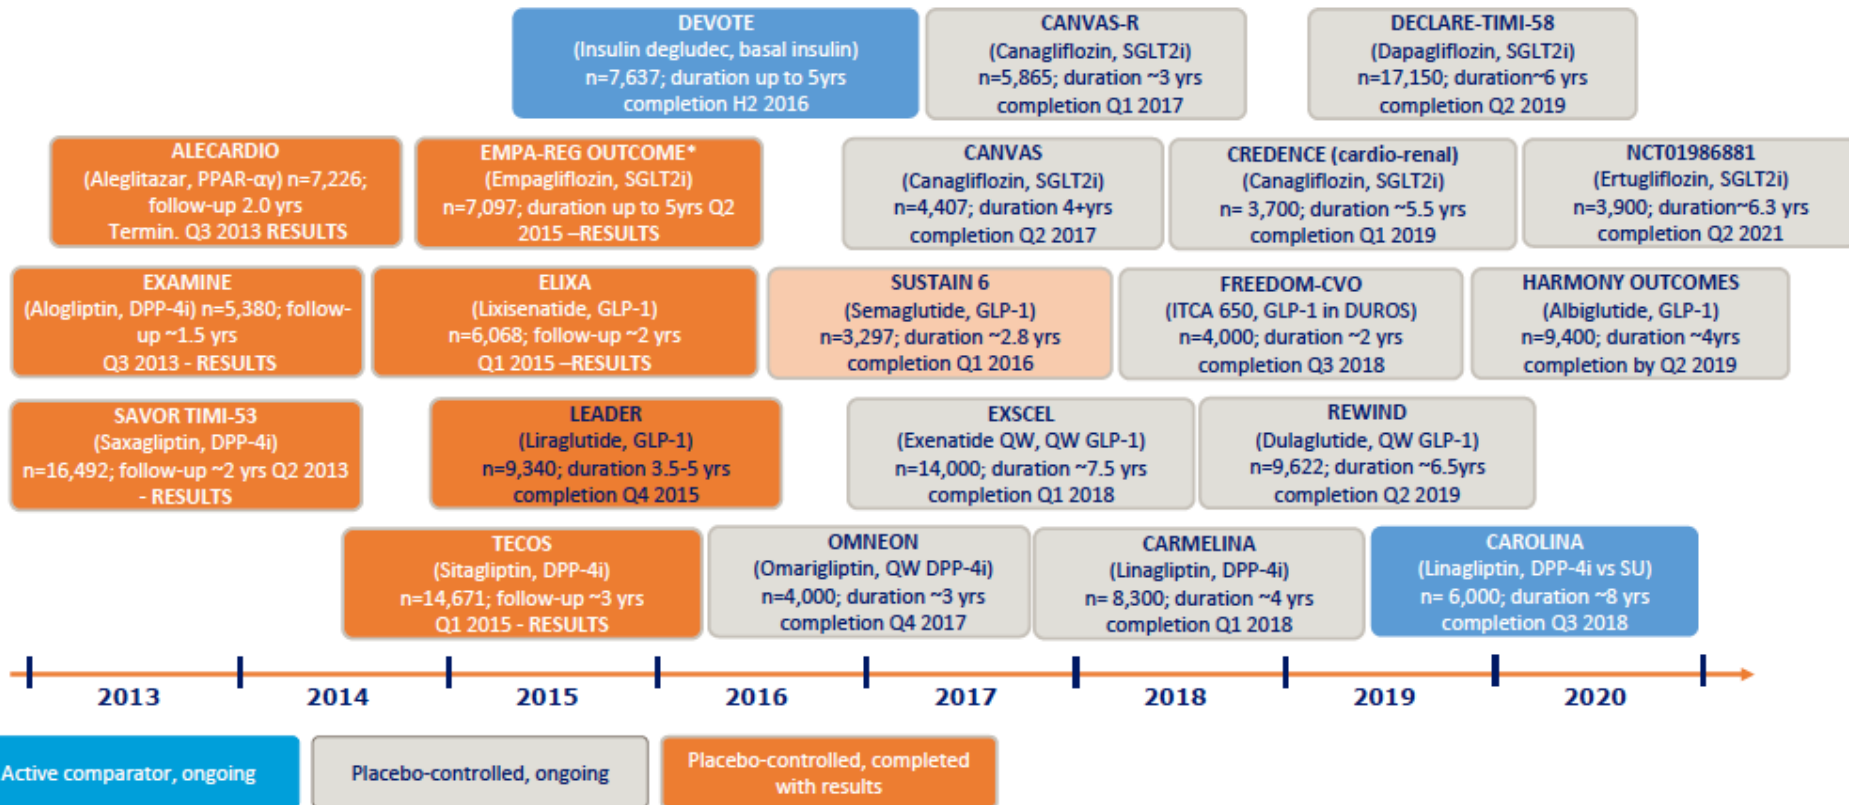 DEVOTE
(Insulin degludec, basal insulin)
n=7,637; duration up to 5yrs
completion H2 2016
CANVAS-R
(Canagliflozin, SGLT2i)
n=5,865; duration ~3 yrs
completion Q1 2017
DECLARE-TIMI-58
(Dapagliflozin, SGLT2i)
n=17,150; duration~6 yrs
completion Q2 2019
ALECARDIO
(Aleglitazar, PPAR-αγ) n=7,226;
follow-up 2.0 yrs
Termin. Q3 2013 RESULTS
EMPA-REG OUTCOME*
(Empagliflozin, SGLT2i)
n=7,097; duration up to 5yrs Q2
2015 –RESULTS
CANVAS
(Canagliflozin, SGLT2i)
n=4,407; duration 4+yrs
completion Q2 2017
CREDENCE (cardio-renal)
(Canagliflozin, SGLT2i)
n= 3,700; duration ~5.5 yrs
completion Q1 2019
NCT01986881
(Ertugliflozin, SGLT2i)
n=3,900; duration~6.3 yrs
completion Q2 2021
EXAMINE
(Alogliptin, DPP-4i) n=5,380; follow-
up ~1.5 yrs
Q3 2013 - RESULTS
ELIXA
(Lixisenatide, GLP-1)
n=6,068; follow-up ~2 yrs
Q1 2015 –RESULTS
SUSTAIN 6
(Semaglutide, GLP-1)
n=3,297; duration ~2.8 yrs
completion Q1 2016
FREEDOM-CVO
(ITCA 650, GLP-1 in DUROS)
n=4,000; duration ~2 yrs
completion Q3 2018
HARMONY OUTCOMES
(Albiglutide, GLP-1)
n=9,400; duration ~4yrs
completion by Q2 2019
SAVOR TIMI-53
(Saxagliptin, DPP-4i)
n=16,492; follow-up ~2 yrs Q2 2013
- RESULTS
LEADER
(Liraglutide, GLP-1)
n=9,340; duration 3.5-5 yrs
completion Q4 2015
EXSCEL
(Exenatide QW, QW GLP-1)
n=14,000; duration ~7.5 yrs
completion Q1 2018
REWIND
(Dulaglutide, QW GLP-1)
n=9,622; duration ~6.5yrs
completion Q2 2019
TECOS
(Sitagliptin, DPP-4i)
n=14,671; follow-up ~3 yrs
Q1 2015 - RESULTS
OMNEON
(Omarigliptin, QW DPP-4i)
n=4,000; duration ~3 yrs
completion Q4 2017
CARMELINA
(Linagliptin, DPP-4i)
n= 8,300; duration ~4 yrs
completion Q1 2018
CAROLINA
(Linagliptin, DPP-4i vs SU)
n= 6,000; duration ~8 yrs
completion Q3 2018
2013
2014
2015
2016
2017
2018
2019
2020
Active comparator, ongoing
Placebo-controlled, ongoing
Placebo-controlled, completed
with results